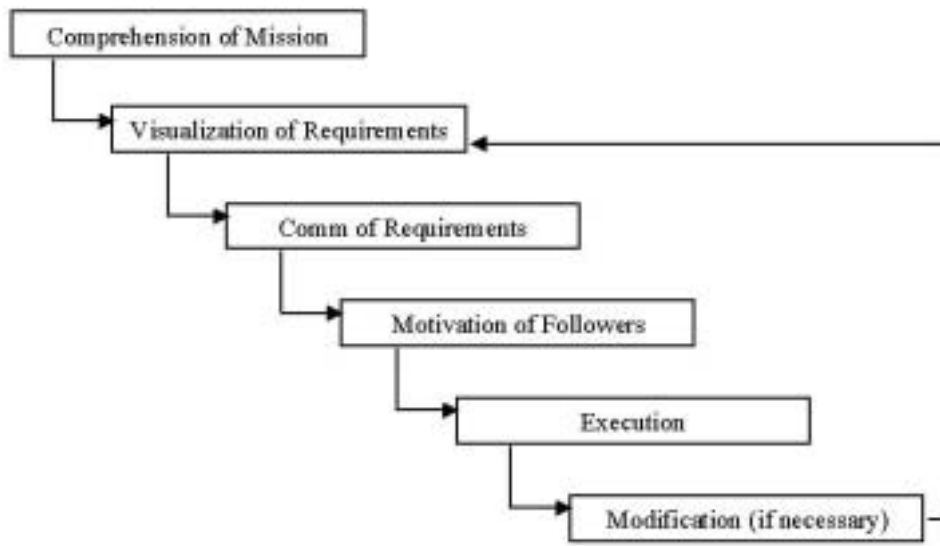 Comprehension of Mission
Visualization of Requirements
Comm of Requirements
Motivation of Followers
Execution
Modification (if necessary)